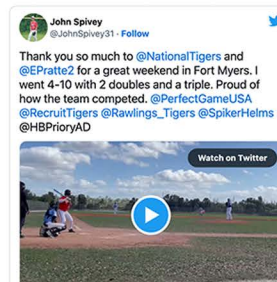 John Spivey
@JohnSpivey31 · Follow
Thank you so much to @NationalTigers and
@EPratte2 for a great weekend in Fort Myers. I
went 4-10 with 2 doubles and a triple. Proud of
how the team competed. @PerfectGameUSA
@RecruitTigers @Rawlings_Tigers @SpikerHelms
@HBPrioryAD
Watch on Twitter